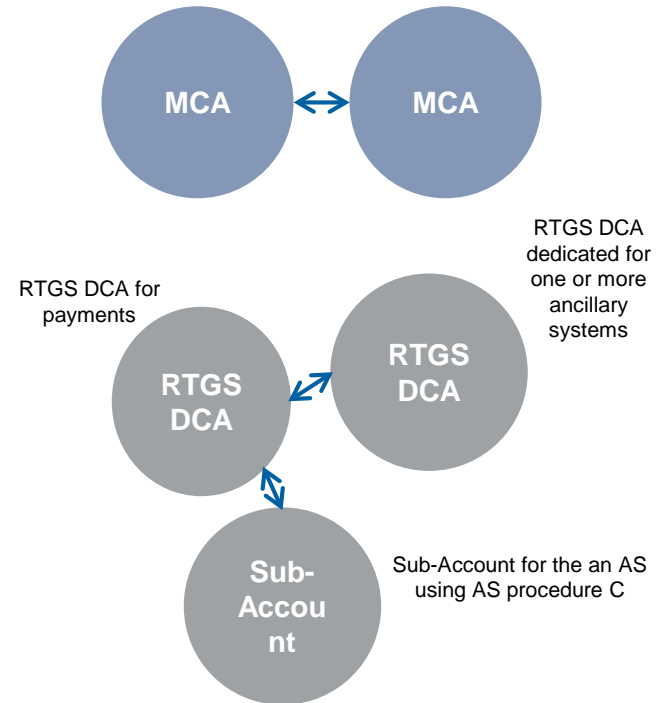 MCA
MCA
RTGS DCA
dedicated for
one or more
ancillary
systems
RTGS DCA for
payments
RTGS
DCA
RTGS
DCA
Sub-
Accou
nt
Sub-Account for the an AS
using AS procedure C